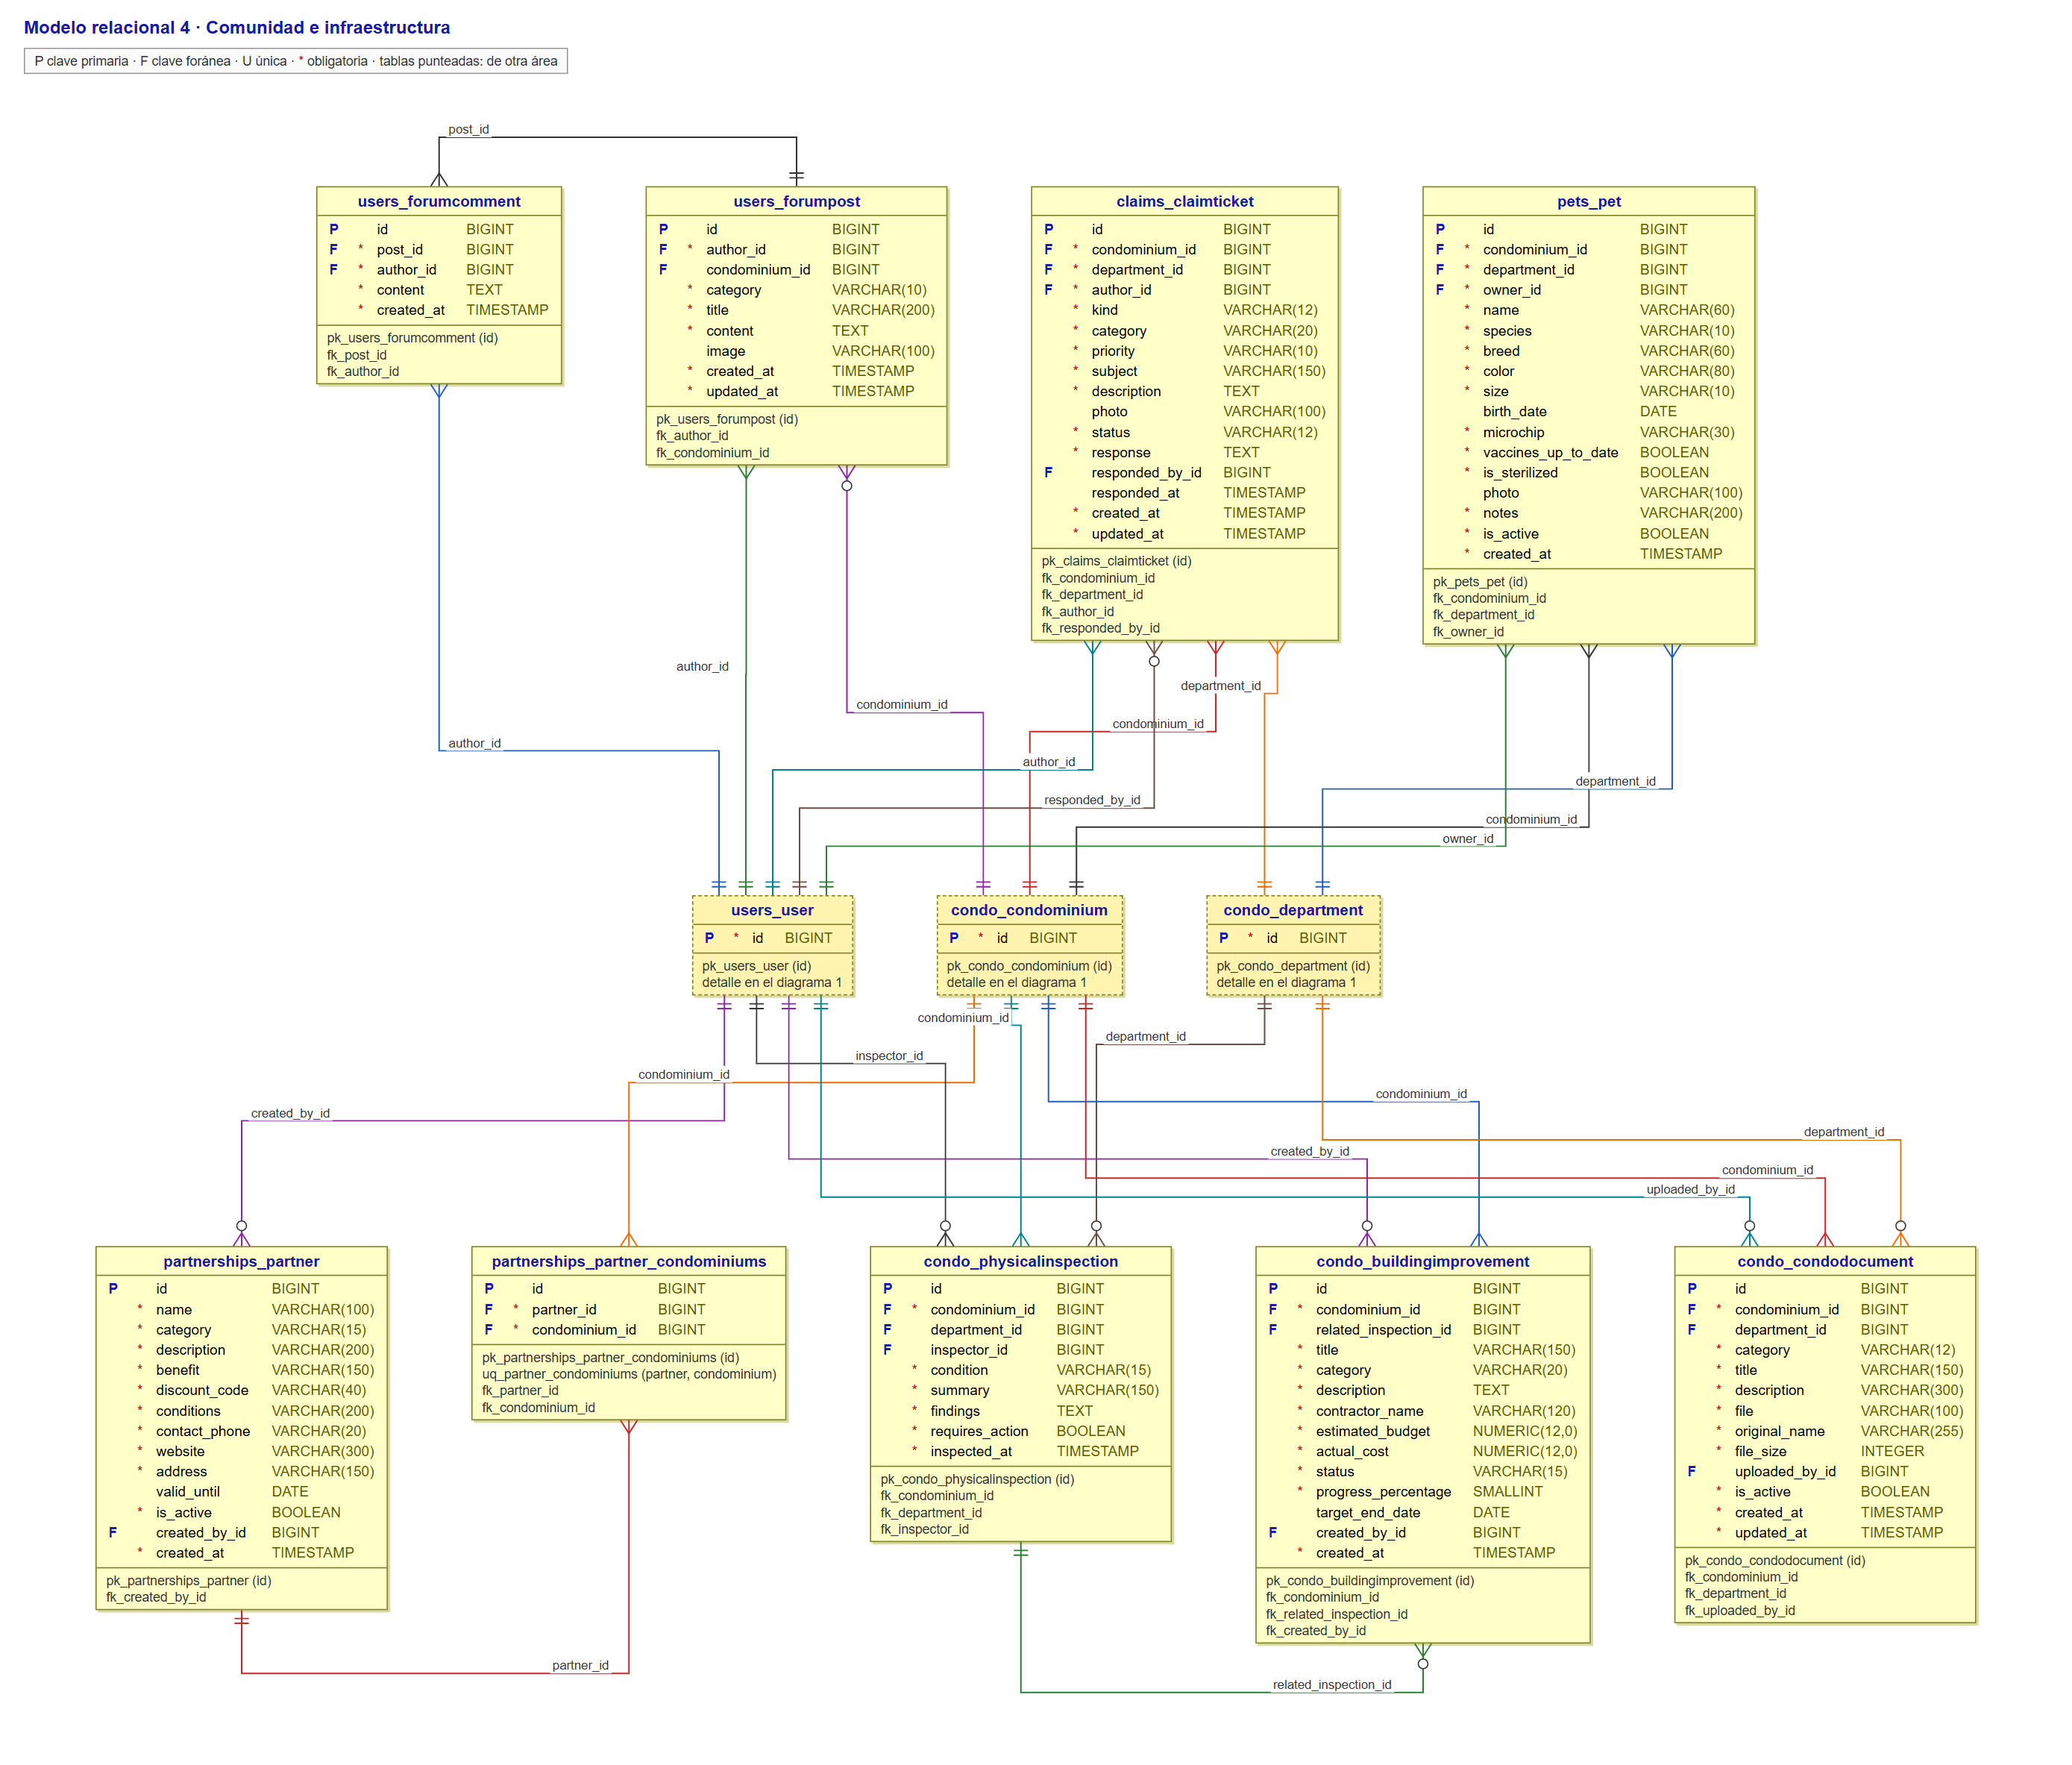 Modelo relacional 4 · Comunidad e infraestructura
P clave primaria · F clave foránea · U única · * obligatoria · tablas punteadas: de otra área
post_id
users_forumcomment
P id BIGINT
F * post_id BIGINT
F * author_id BIGINT
* content TEXT
* created_at TIMESTAMP
pk_users_forumcomment (id)
fk_post_id
fk_author_id
users_forumpost
P id BIGINT
F * author_id BIGINT
F condominium_id BIGINT
* category VARCHAR(10)
* title VARCHAR(200)
* content TEXT
image VARCHAR(100)
* created_at TIMESTAMP
* updated_at TIMESTAMP
pk_users_forumpost (id)
fk_author_id
fk_condominium_id
claims_claimticket
P id BIGINT
F * condominium_id BIGINT
F * department_id BIGINT
F * author_id BIGINT
* kind VARCHAR(12)
* category VARCHAR(20)
* priority VARCHAR(10)
* subject VARCHAR(150)
* description TEXT
photo VARCHAR(100)
* status VARCHAR(12)
* response TEXT
F responded_by_id BIGINT
responded_at TIMESTAMP
* created_at TIMESTAMP
* updated_at TIMESTAMP
pk_claims_claimticket (id)
fk_condominium_id
fk_department_id
fk_author_id
fk_responded_by_id
pets_pet
P id BIGINT
F * condominium_id BIGINT
F * department_id BIGINT
F * owner_id BIGINT
* name VARCHAR(60)
* species VARCHAR(10)
* breed VARCHAR(60)
* color VARCHAR(80)
* size VARCHAR(10)
birth_date DATE
* microchip VARCHAR(30)
* vaccines_up_to_date BOOLEAN
* is_sterilized BOOLEAN
photo VARCHAR(100)
* notes VARCHAR(200)
* is_active BOOLEAN
* created_at TIMESTAMP
pk_pets_pet (id)
fk_condominium_id
fk_department_id
fk_owner_id
author_id
department_id
condominium_id
condominium_id
author_id
author_id
department_id
responded_by_id
condominium_id
owner_id
users_user
P * id BIGINT
pk_users_user (id)
detalle en el diagrama 1
condo_condominium
P * id BIGINT
pk_condo_condominium (id)
detalle en el diagrama 1
condo_department
P * id BIGINT
pk_condo_department (id)
detalle en el diagrama 1
condominium_id
department_id
inspector_id
condominium_id
condominium_id
created_by_id
department_id
created_by_id
condominium_id
uploaded_by_id
partnerships_partner
P id BIGINT
* name VARCHAR(100)
* category VARCHAR(15)
* description VARCHAR(200)
* benefit VARCHAR(150)
* discount_code VARCHAR(40)
* conditions VARCHAR(200)
* contact_phone VARCHAR(20)
* website VARCHAR(300)
* address VARCHAR(150)
valid_until DATE
* is_active BOOLEAN
F created_by_id BIGINT
* created_at TIMESTAMP
pk_partnerships_partner (id)
fk_created_by_id
partnerships_partner_condominiums
P id BIGINT
F * partner_id BIGINT
F * condominium_id BIGINT
pk_partnerships_partner_condominiums (id)
uq_partner_condominiums (partner, condominium)
fk_partner_id
fk_condominium_id
condo_physicalinspection
P id BIGINT
F * condominium_id BIGINT
F department_id BIGINT
F inspector_id BIGINT
* condition VARCHAR(15)
* summary VARCHAR(150)
* findings TEXT
* requires_action BOOLEAN
* inspected_at TIMESTAMP
pk_condo_physicalinspection (id)
fk_condominium_id
fk_department_id
fk_inspector_id
condo_buildingimprovement
P id BIGINT
F * condominium_id BIGINT
F related_inspection_id BIGINT
* title VARCHAR(150)
* category VARCHAR(20)
* description TEXT
* contractor_name VARCHAR(120)
* estimated_budget NUMERIC(12,0)
* actual_cost NUMERIC(12,0)
* status VARCHAR(15)
* progress_percentage SMALLINT
target_end_date DATE
F created_by_id BIGINT
* created_at TIMESTAMP
pk_condo_buildingimprovement (id)
fk_condominium_id
fk_related_inspection_id
fk_created_by_id
condo_condodocument
P id BIGINT
F * condominium_id BIGINT
F department_id BIGINT
* category VARCHAR(12)
* title VARCHAR(150)
* description VARCHAR(300)
* file VARCHAR(100)
* original_name VARCHAR(255)
* file_size INTEGER
F uploaded_by_id BIGINT
* is_active BOOLEAN
* created_at TIMESTAMP
* updated_at TIMESTAMP
pk_condo_condodocument (id)
fk_condominium_id
fk_department_id
fk_uploaded_by_id
partner_id
related_inspection_id